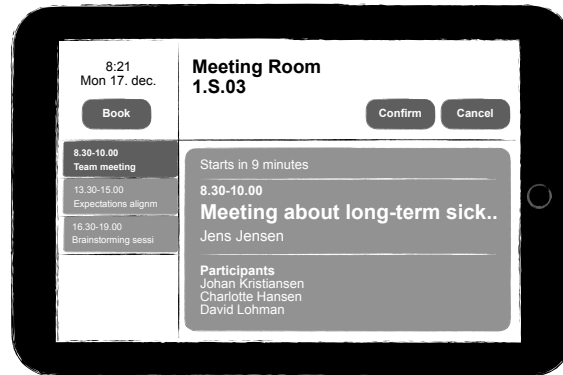 8:21
Mon 17. dec.
Book
Meeting Room
1.S.03
Confirm
Cancel
8.30-10.00
Team meeting
13.30-15.00
Expectations alignm
16.30-19.00
Brainstorming sessi
Starts in 9 minutes
8.30-10.00
Meeting about long-term sick..
Jens Jensen
Participants
Johan Kristiansen
Charlotte Hansen
David Lohman